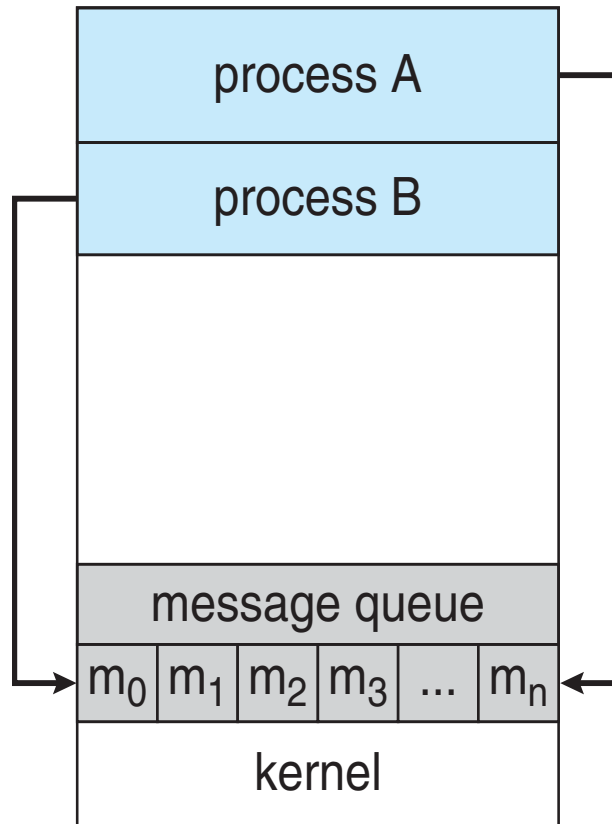 process A
process B
message queue
m₀ m₁ m₂ m₃ ... mₙ
kernel